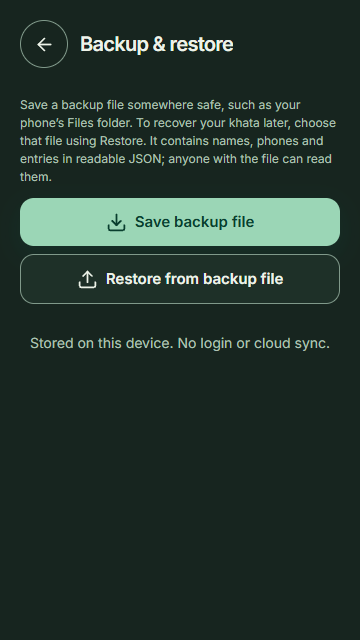 Backup & restore
Save a backup file somewhere safe, such as your
phone’s Files folder. To recover your khata later, choose
that file using Restore. It contains names, phones and
entries in readable JSON; anyone with the file can read
them.
Save backup file
Restore from backup file
Stored on this device. No login or cloud sync.